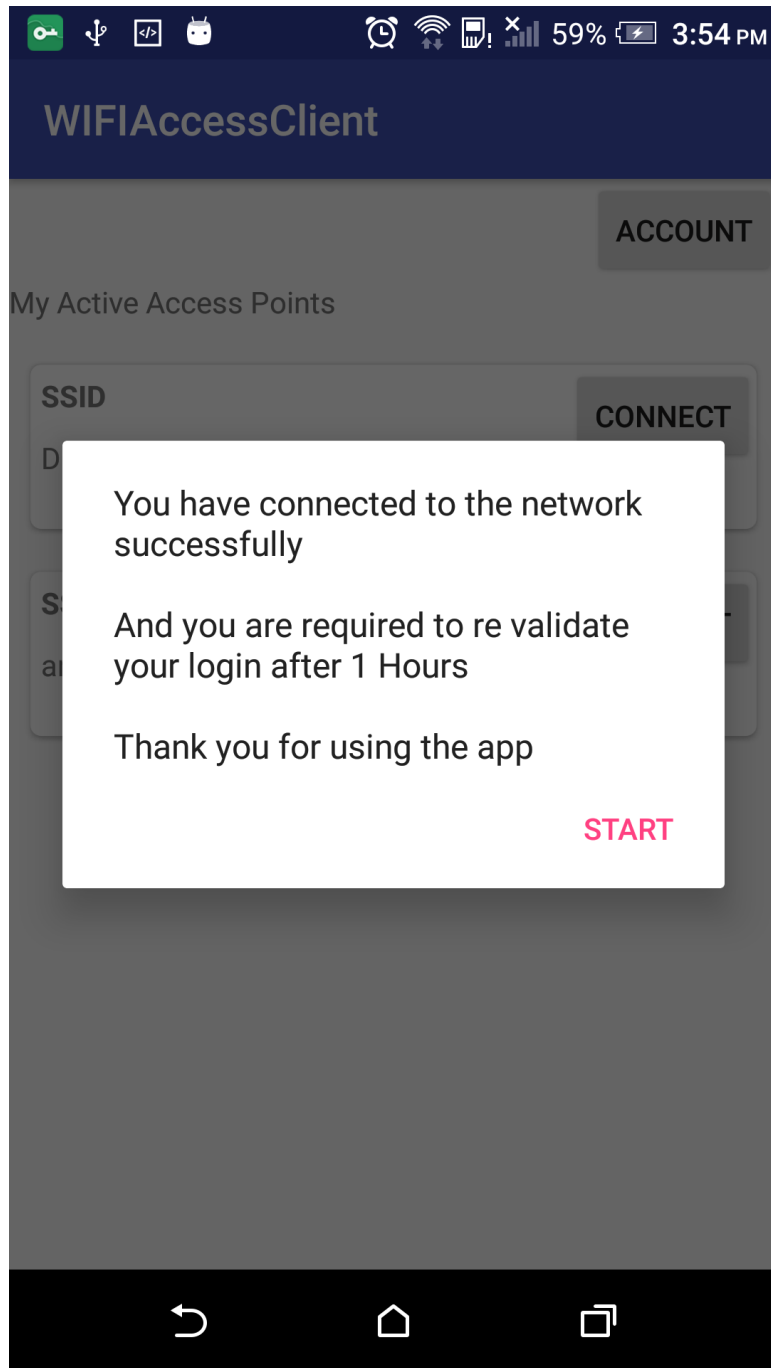 59% 3:54 PM
WIFIAccessClient
ACCOUNT
My Active Access Points
SSID
CONNECT
You have connected to the network
successfully
And you are required to re validate
your login after 1 Hours
Thank you for using the app
START